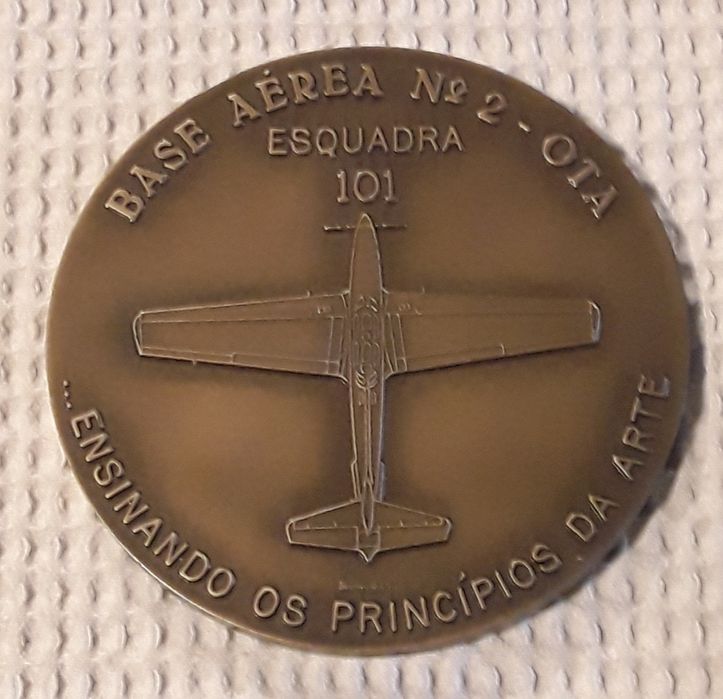 BASE AÉREA Nº 2 - OTA
ESQUADRA
101
...ENSINANDO OS PRINCÍPIOS DA ARTE